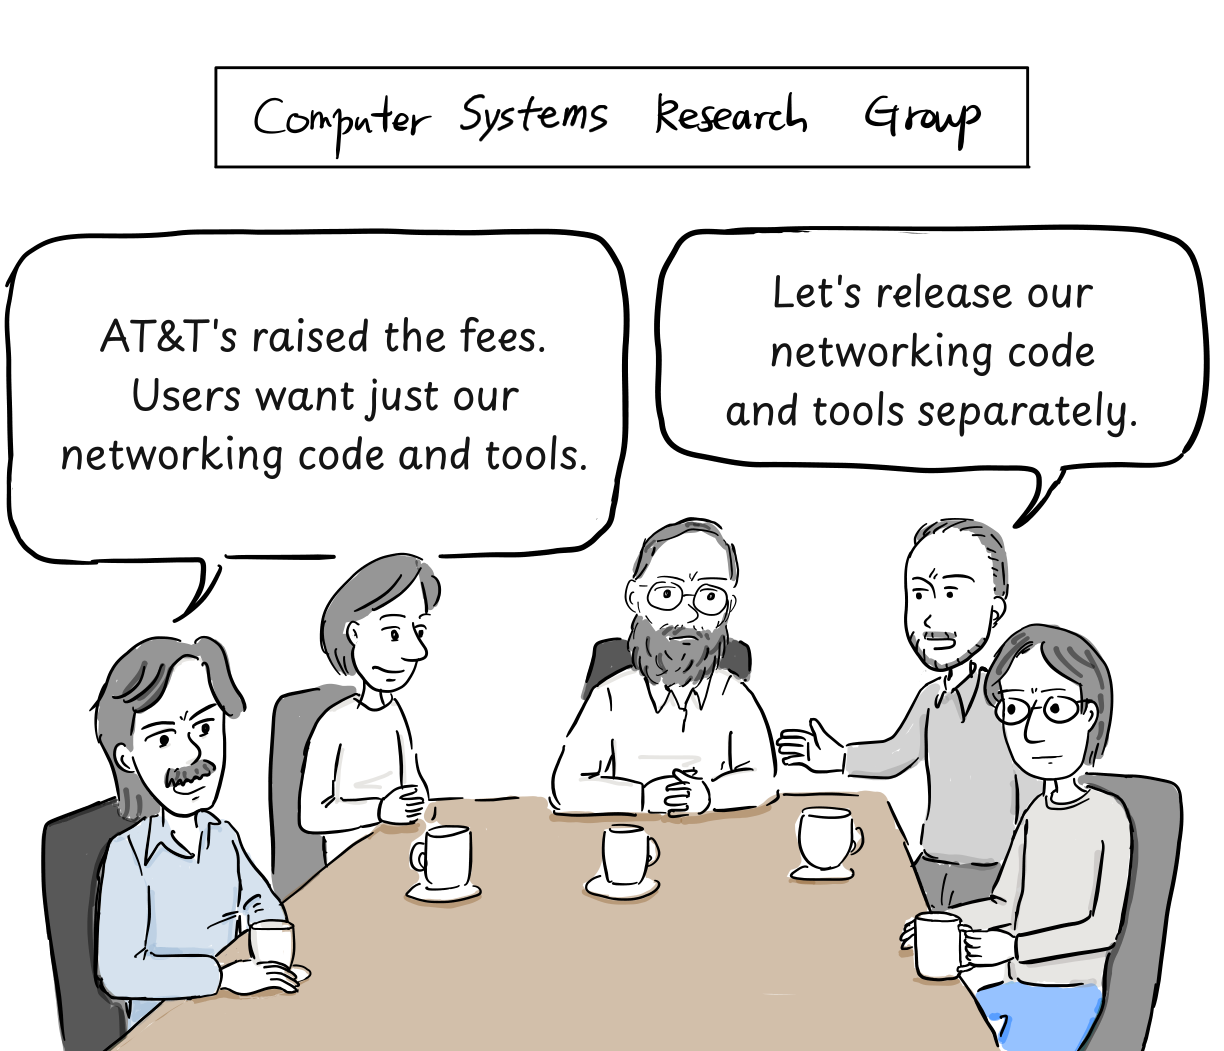 Computer Systems Research Group
AT&T's raised the fees.
Users want just our
networking code and tools.
Let's release our
networking code
and tools separately.